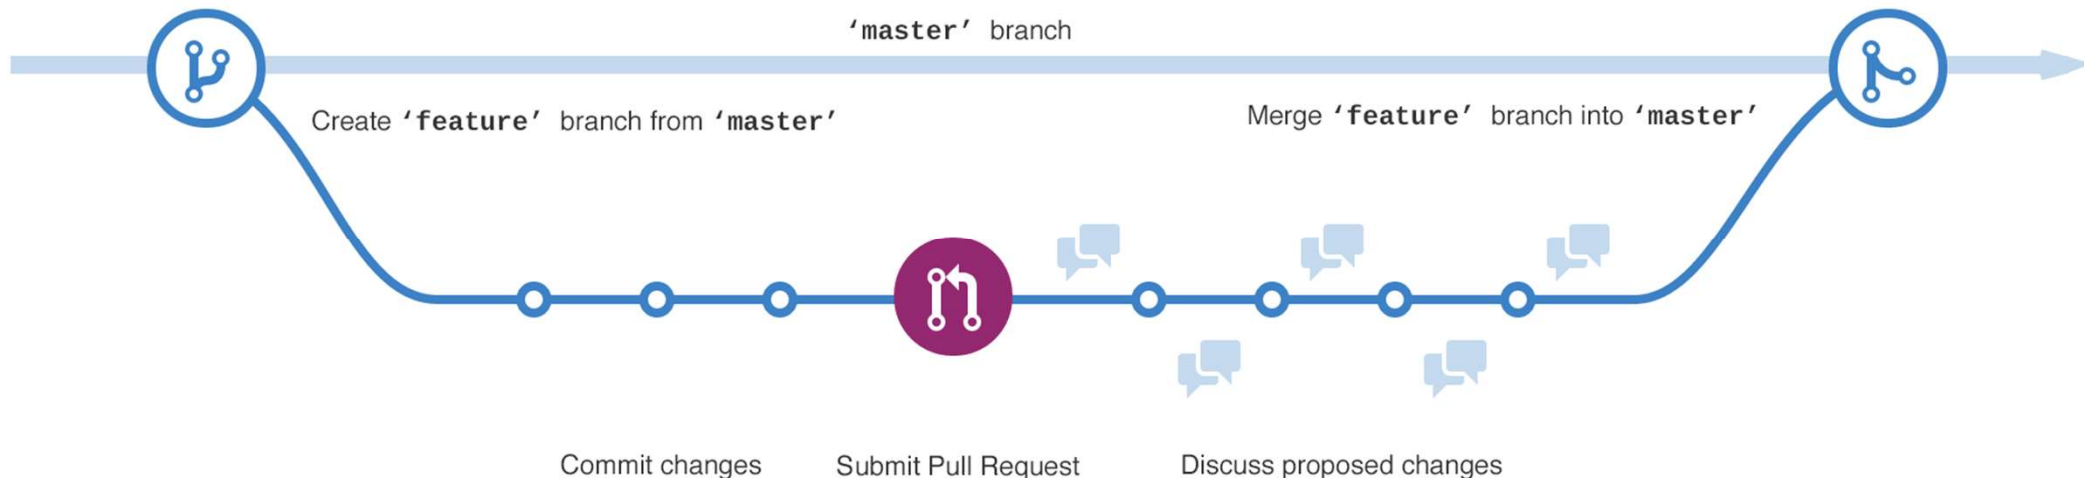 ‘master’ branch
Create ‘feature’ branch from ‘master’
Merge ‘feature’ branch into ‘master’
Commit changes
Submit Pull Request
Discuss proposed changes